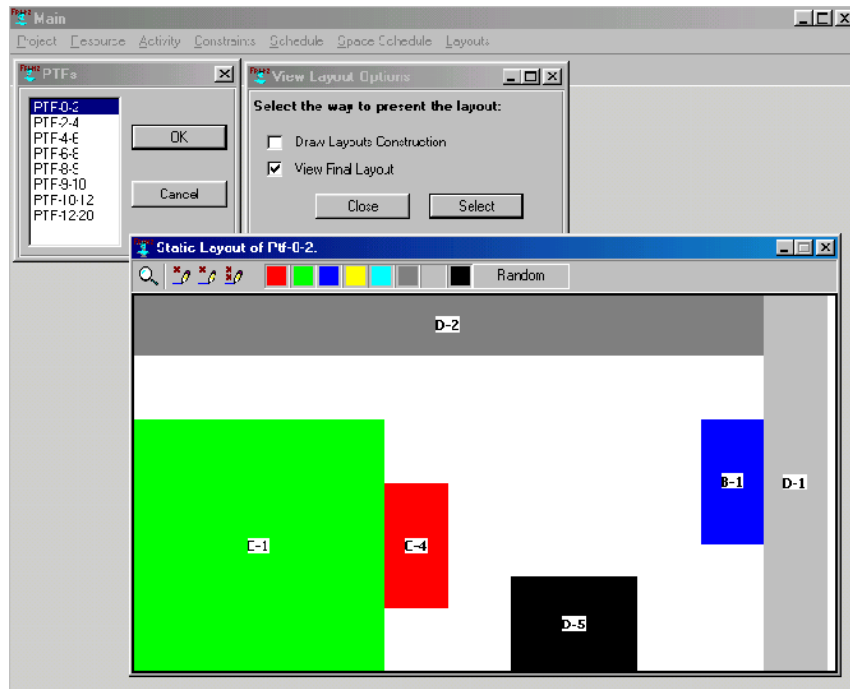 Main
Project Resource Activity Constraints Schedule Space Schedule Layouts
PTFs
PTF-0-2
PTF-2-4
PTF-4-6
PTF-6-8
PTF-8-9
PTF-9-10
PTF-10-12
PTF-12-20
OK
Cancel
View Layout Options
Select the way to present the layout:
Draw Layouts Construction
View Final Layout
Close Select
Static Layout of Ptf-0-2.
Random
D-2
B-1
D-1
C-1
C-4
D-5